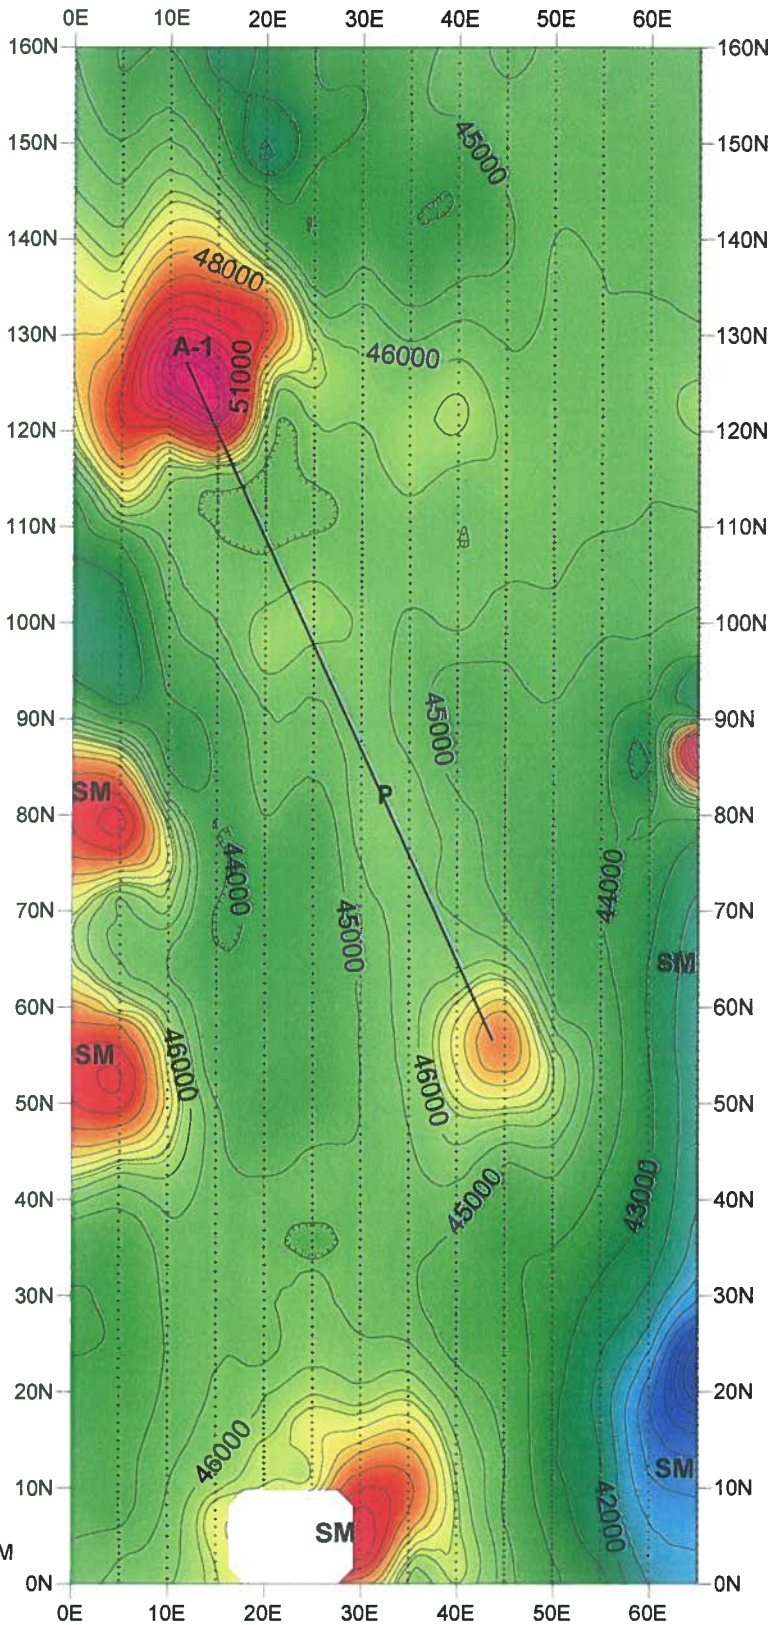 0E 10E 20E 30E 40E 50E 60E
160N 160N
150N 45000 150N
140N 140N
48000
130N 130N
A-1 46000
51000
120N 120N
110N 110N
100N 100N
45000
90N 90N
SM P
80N 80N
44000 44000
70N 70N
45000
SM
60N 60N
SM 46000 46000
50N 50N
43000
40N 45000 40N
30N 30N
20N 20N
46000
10N SM 10N
42000
SM
M
0N 0N
0E 10E 20E 30E 40E 50E 60E